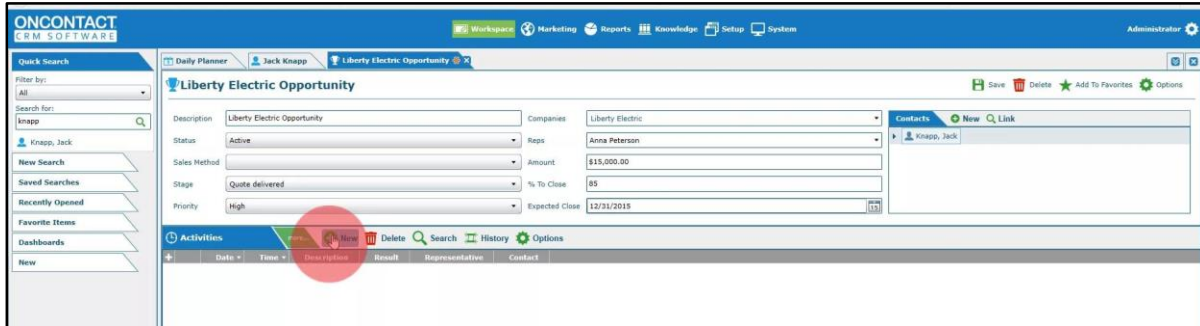 ONCONTACT
CRM SOFTWARE
Workspace Marketing Reports Knowledge Setup System
Administrator
Quick Search
Filter by:
All
Search for:
knapp
Knapp, Jack
New Search
Saved Searches
Recently Opened
Favorite Items
Dashboards
New
Daily Planner Jack Knapp Liberty Electric Opportunity X
Liberty Electric Opportunity
Save Delete Add To Favorites Options
Description Liberty Electric Opportunity Companies Liberty Electric
Status Active Reps Anna Peterson
Sales Method Amount $15,000.00
Stage Quote delivered % To Close 85
Priority High Expected Close 12/31/2015 15
Contacts New Link
Knapp, Jack
Activities New Delete Search History Options
Date Time Description Result Representative Contact